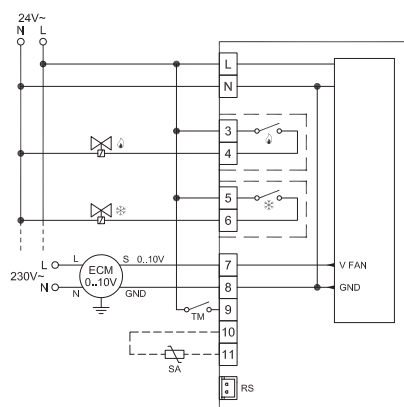 24V~
N L
L
N
3
4
5
6
L S 0..10V 7 V FAN
L
230V~
ECM
0..10V
N
N GND 8 GND
TM 9
10
11
SA
RS